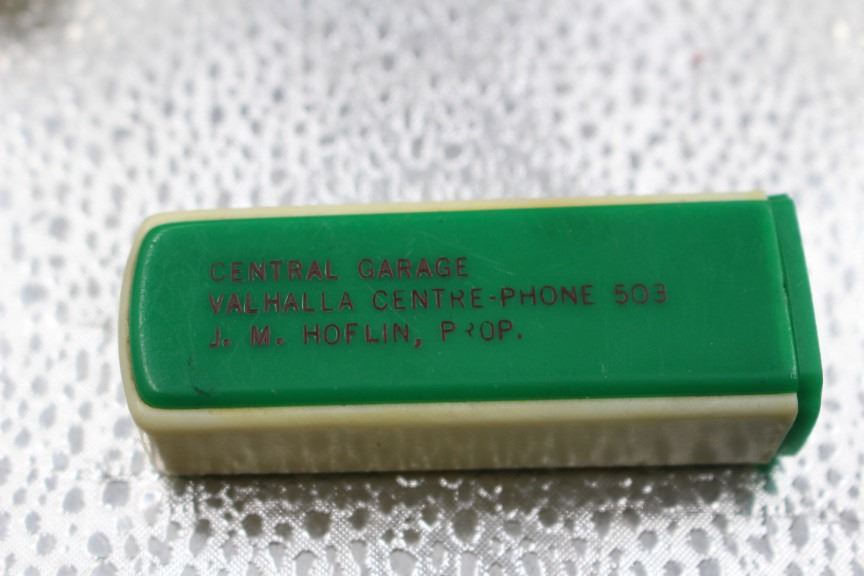 CENTRAL GARAGE
VALHALLA CENTRE-PHONE 503
J. M. HOFLIN, PROP.